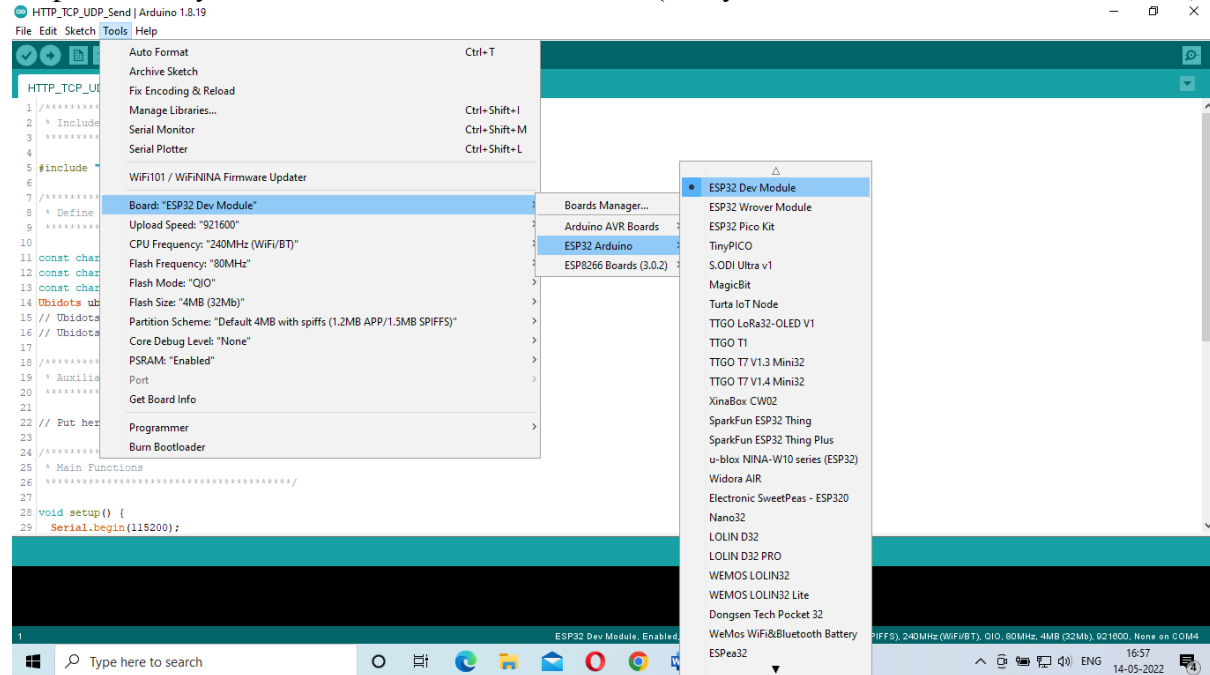 HTTP_TCP_UDP_Send | Arduino 1.8.19
File Edit Sketch Tools Help
HTTP_TCP_UD
1 /*********
2 * Include
3 *********
4
5 #include "
6
7 /*********
8 * Define
9 *********
10
11 const char
12 const char
13 const char
14 Ubidots ub
15 // Ubidots
16 // Ubidots
17
18 /*********
19 * Auxilia
20 *********
21
22 // Put her
23
24 /*********
25 * Main Functions
26 ****************************************/
27
28 void setup() {
29 Serial.begin(115200);
Auto Format Ctrl+T
Archive Sketch
Fix Encoding & Reload
Manage Libraries... Ctrl+Shift+I
Serial Monitor Ctrl+Shift+M
Serial Plotter Ctrl+Shift+L
WiFi101 / WiFiNINA Firmware Updater
Board: "ESP32 Dev Module"
Upload Speed: "921600"
CPU Frequency: "240MHz (WiFi/BT)"
Flash Frequency: "80MHz"
Flash Mode: "QIO"
Flash Size: "4MB (32Mb)"
Partition Scheme: "Default 4MB with spiffs (1.2MB APP/1.5MB SPIFFS)"
Core Debug Level: "None"
PSRAM: "Enabled"
Port
Get Board Info
Programmer
Burn Bootloader
Boards Manager...
Arduino AVR Boards
ESP32 Arduino
ESP8266 Boards (3.0.2)
ESP32 Dev Module
ESP32 Wrover Module
ESP32 Pico Kit
TinyPICO
S.ODI Ultra v1
MagicBit
Turta IoT Node
TTGO LoRa32-OLED V1
TTGO T1
TTGO T7 V1.3 Mini32
TTGO T7 V1.4 Mini32
XinaBox CW02
SparkFun ESP32 Thing
SparkFun ESP32 Thing Plus
u-blox NINA-W10 series (ESP32)
Widora AIR
Electronic SweetPeas - ESP320
Nano32
LOLIN D32
LOLIN D32 PRO
WEMOS LOLIN32
WEMOS LOLIN32 Lite
Dongsen Tech Pocket 32
WeMos WiFi&Bluetooth Battery
ESPea32
1 ESP32 Dev Module, Enabled, PIFFS), 240MHz (WiFi/BT), QIO, 80MHz, 4MB (32Mb), 921600, None on COM4
Type here to search
ENG
16:57
14-05-2022
4